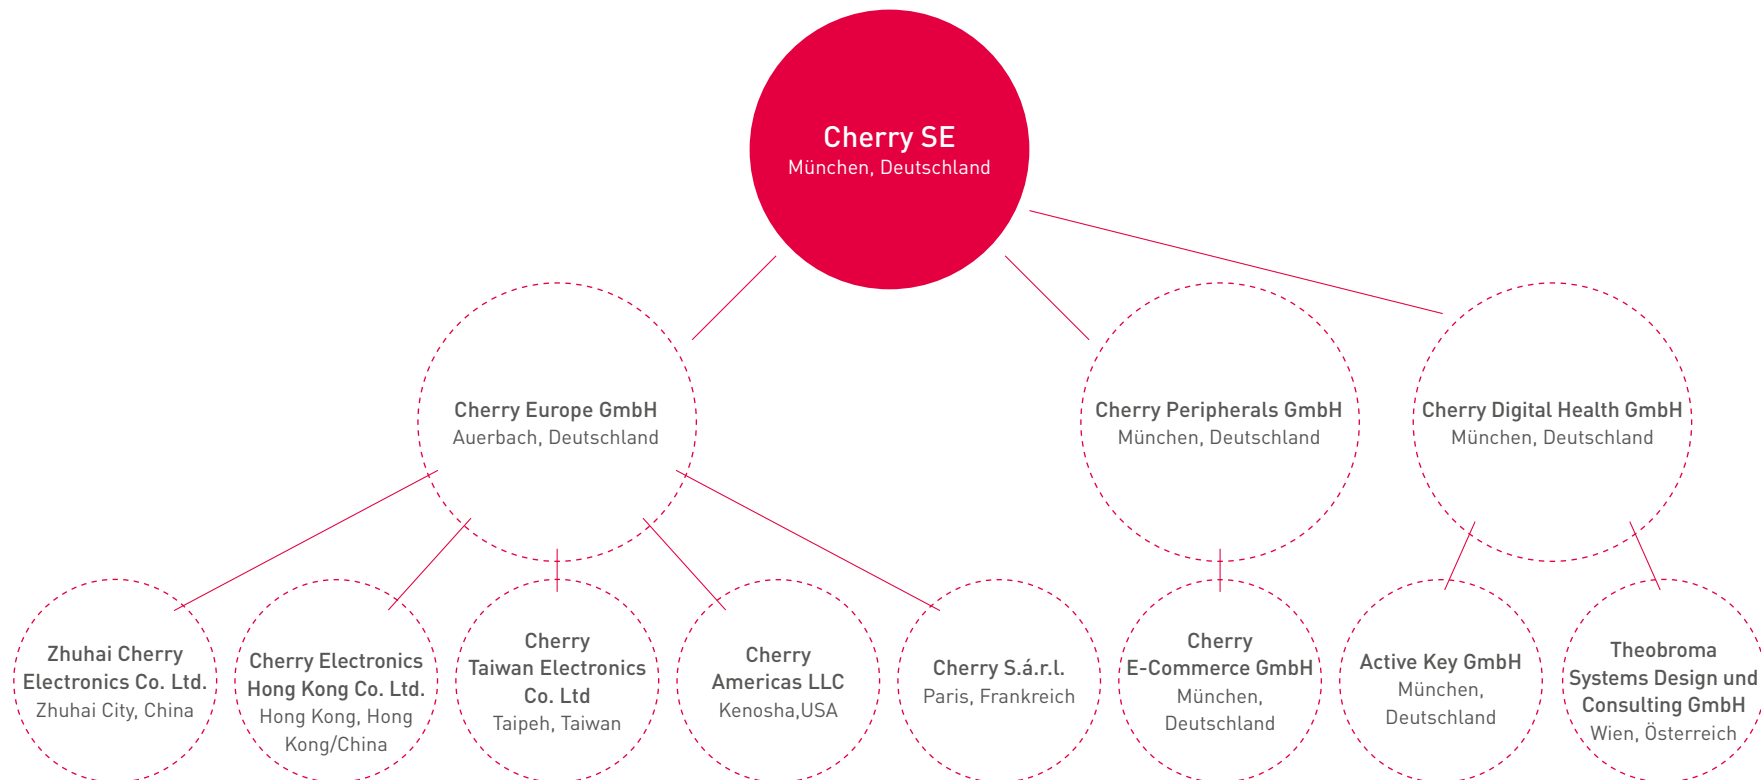 Cherry SE
München, Deutschland
Cherry Europe GmbH
Auerbach, Deutschland
Cherry Peripherals GmbH
München, Deutschland
Cherry Digital Health GmbH
München, Deutschland
Zhuhai Cherry
Electronics Co. Ltd.
Zhuhai City, China
Cherry Electronics
Hong Kong Co. Ltd.
Hong Kong, Hong
Kong/China
Cherry
Taiwan Electronics
Co. Ltd
Taipeh, Taiwan
Cherry
Americas LLC
Kenosha,USA
Cherry S.á.r.l.
Paris, Frankreich
Cherry
E-Commerce GmbH
München,
Deutschland
Active Key GmbH
München,
Deutschland
Theobroma
Systems Design und
Consulting GmbH
Wien, Österreich